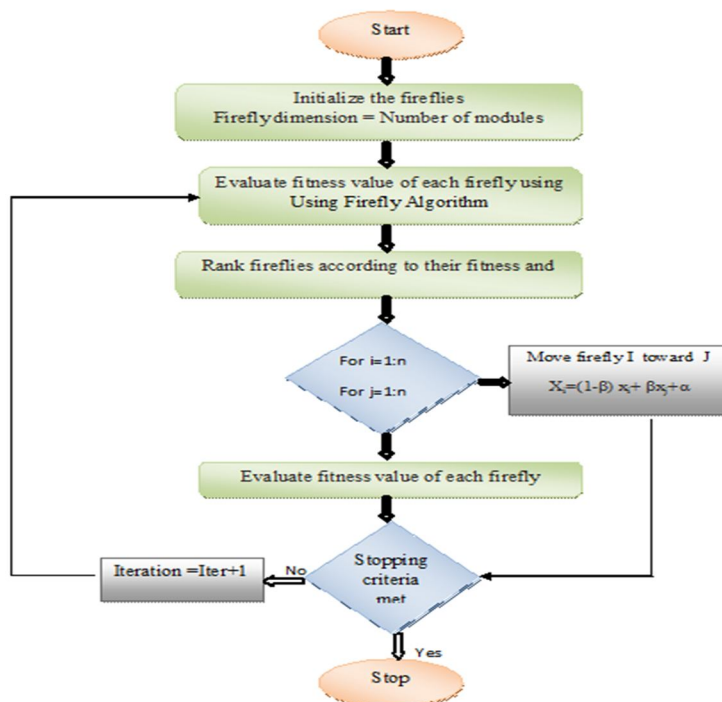 Start
Initialize the fireflies
Firefly dimension = Number of modules
Evaluate fitness value of each firefly using
Using Firefly Algorithm
Rank fireflies according to their fitness and
For i=1:n
For j=1:n
Move firefly I toward J
Xᵢ=(1-β) xᵢ+ βxⱼ+ α
Evaluate fitness value of each firefly
Stopping
criteria
met
No
Iteration =Iter+1
Yes
Stop